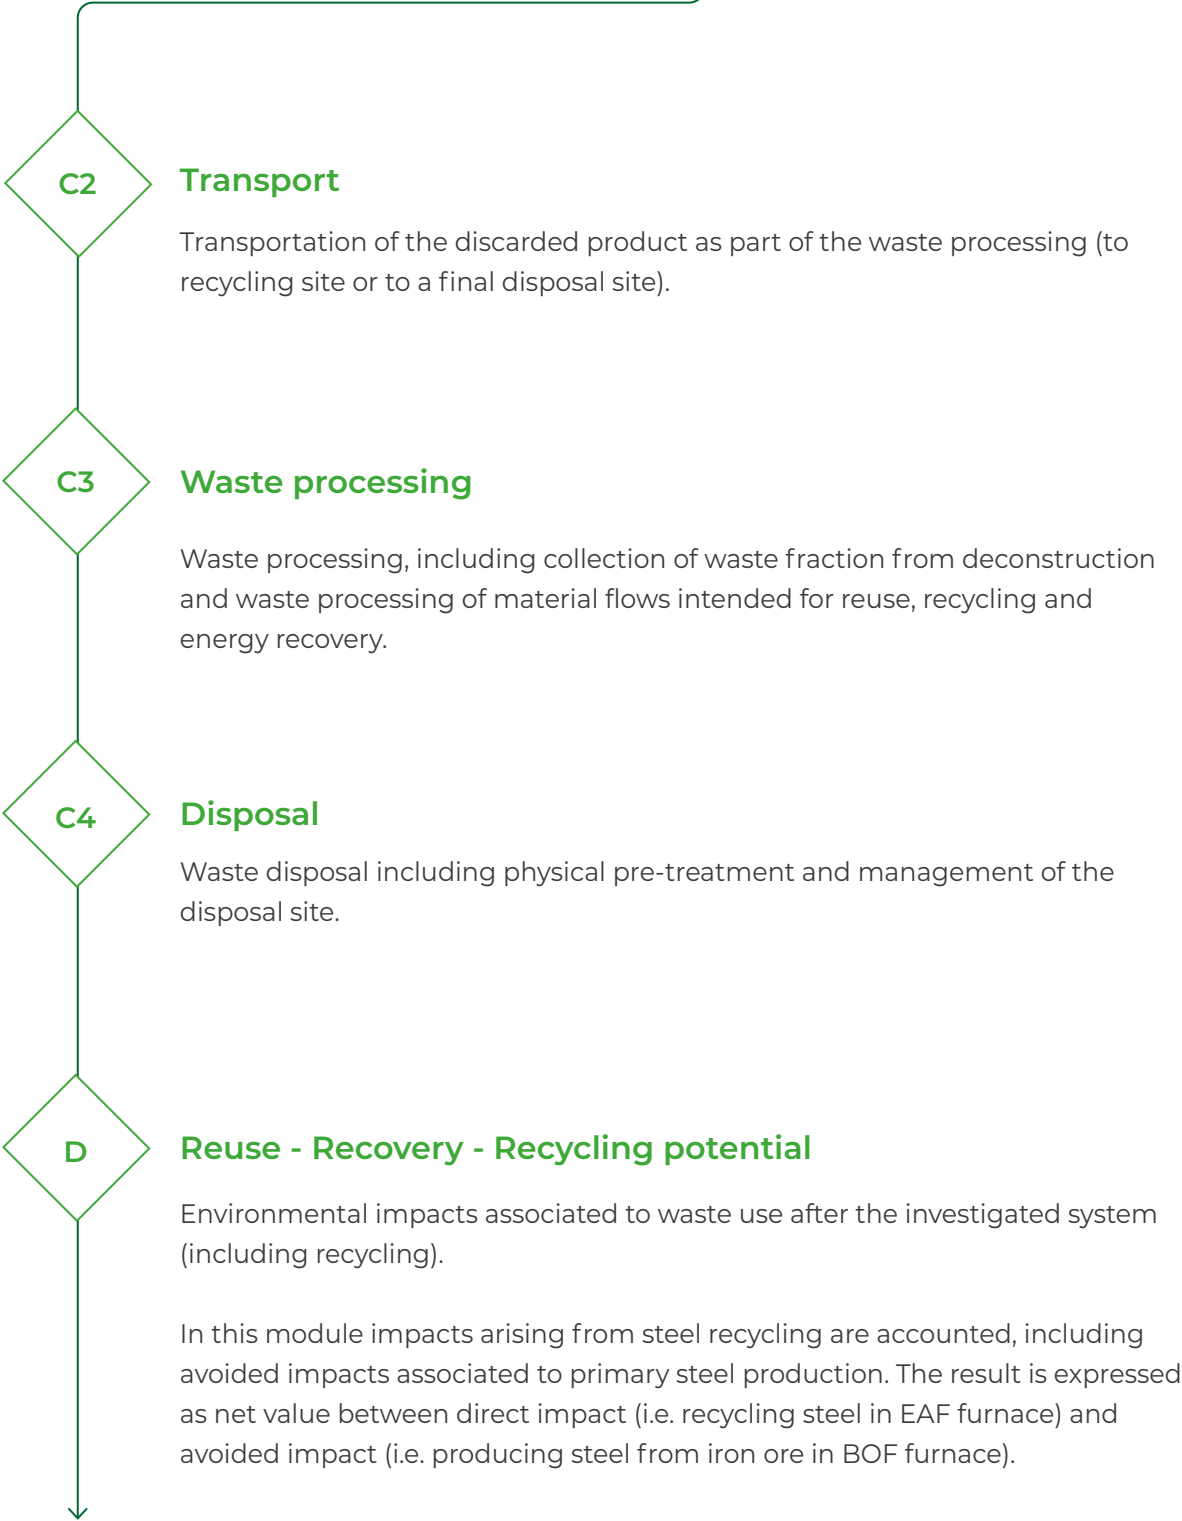 C2
Transport
Transportation of the discarded product as part of the waste processing (to
recycling site or to a final disposal site).
C3
Waste processing
Waste processing, including collection of waste fraction from deconstruction
and waste processing of material flows intended for reuse, recycling and
energy recovery.
C4
Disposal
Waste disposal including physical pre-treatment and management of the
disposal site.
D
Reuse - Recovery - Recycling potential
Environmental impacts associated to waste use after the investigated system
(including recycling).
In this module impacts arising from steel recycling are accounted, including
avoided impacts associated to primary steel production. The result is expressed
as net value between direct impact (i.e. recycling steel in EAF furnace) and
avoided impact (i.e. producing steel from iron ore in BOF furnace).